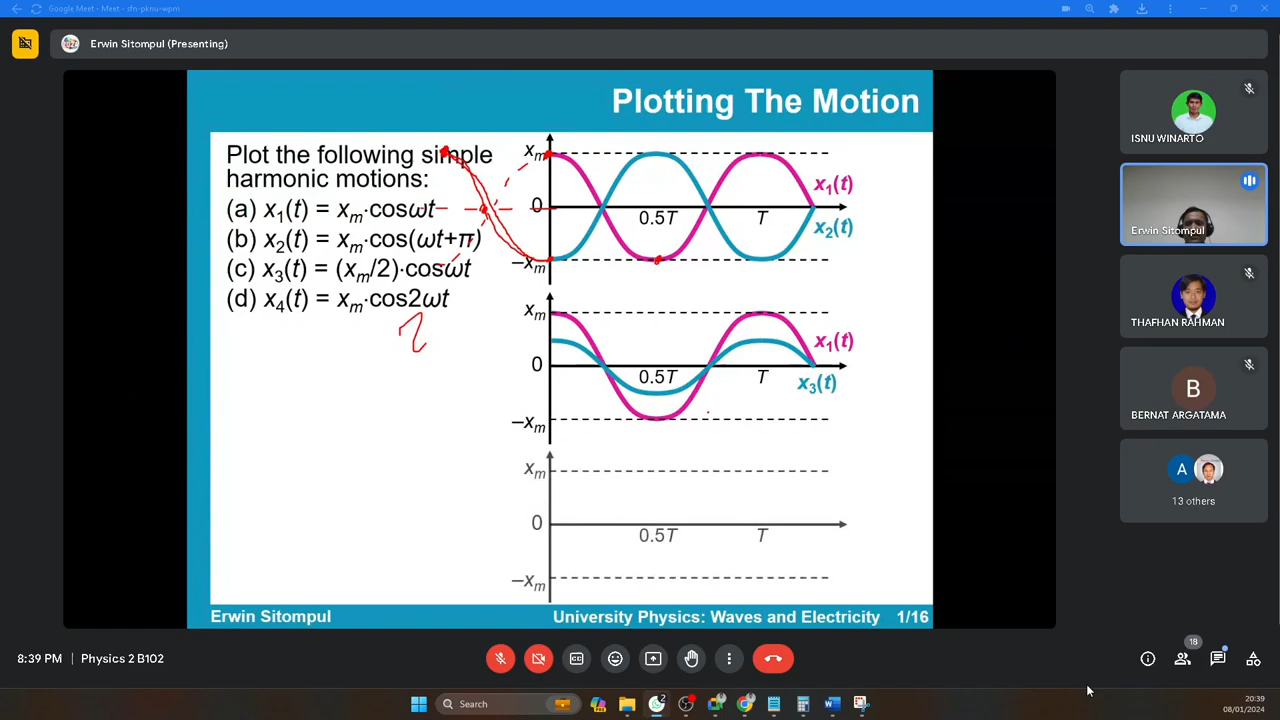 Google Meet - Meet - sfn-pknu-wpm
Erwin Sitompul (Presenting)
Plotting The Motion
Plot the following simple
harmonic motions:
(a) x1(t) = xm·cosωt
(b) x2(t) = xm·cos(ωt+π)
(c) x3(t) = (xm/2)·cosωt
(d) x4(t) = xm·cos2ωt
xm
0
–xm
0.5T
T
x1(t)
x2(t)
xm
0
–xm
0.5T
T
x1(t)
x3(t)
xm
0
–xm
0.5T
T
Erwin Sitompul
University Physics: Waves and Electricity
1/16
ISNU WINARTO
Erwin Sitompul
THAFHAN RAHMAN
B
BERNAT ARGATAMA
A
13 others
8:39 PM | Physics 2 B102
CC
18
Search
2
20:39
08/01/2024